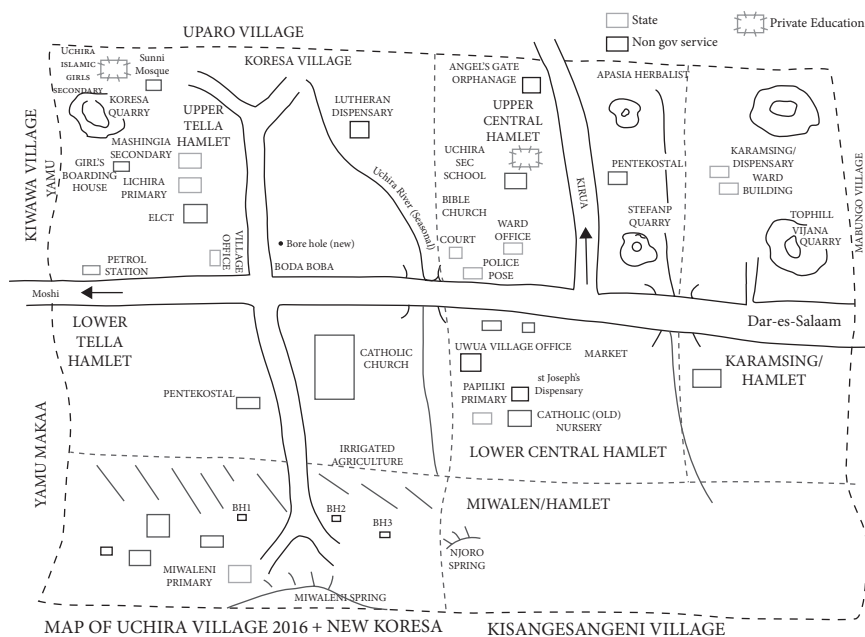 State
Non gov service
Private Education
UPARO VILLAGE
UCHIRA
ISLAMIC
GIRLS
SECONDARY
Sunni
Mosque
KORESA VILLAGE
KORESA
QUARRY
UPPER
TELLA
HAMLET
LUTHERAN
DISPENSARY
ANGEL'S GATE
ORPHANAGE
UPPER
CENTRAL
HAMLET
APASIA HERBALIST
KIWAWA VILLAGE
YAMU
MASHINGIA
SECONDARY
GIRL'S
BOARDING
HOUSE
LICHIRA
PRIMARY
ELCT
VILLAGE
OFFICE
PETROL
STATION
Bore hole (new)
BODA BOBA
Uchira River (Seasonal)
UCHIRA
SEC
SCHOOL
BIBLE
CHURCH
COURT
WARD
OFFICE
POLICE
POSE
KIRUA
PENTEKOSTAL
STEFANP
QUARRY
KARAMSING/
DISPENSARY
WARD
BUILDING
TOPHILL
VIJANA
QUARRY
MABUNGO VILLAGE
Moshi
Dar-es-Salaam
LOWER
TELLA
HAMLET
CATHOLIC
CHURCH
PENTEKOSTAL
UWUA VILLAGE OFFICE
MARKET
PAPILIKI
PRIMARY
st Joseph's
Dispensary
CATHOLIC (OLD)
NURSERY
KARAMSING/
HAMLET
LOWER CENTRAL HAMLET
YAMU MAKAA
IRRIGATED
AGRICULTURE
MIWALEN/HAMLET
BH1
BH2
BH3
NJORO
SPRING
MIWALENI
PRIMARY
MIWALENI SPRING
MAP OF UCHIRA VILLAGE 2016 + NEW KORESA
KISANGESANGENI VILLAGE